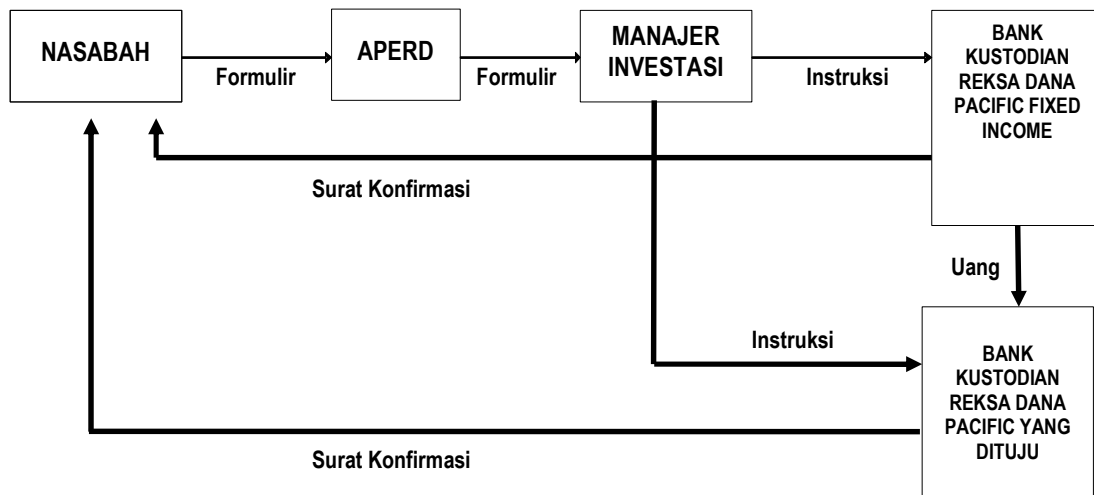 NASABAH
Formulir
APERD
Formulir
MANAJER
INVESTASI
Instruksi
BANK
KUSTODIAN
REKSA DANA
PACIFIC FIXED
INCOME
Surat Konfirmasi
Uang
Instruksi
BANK
KUSTODIAN
REKSA DANA
PACIFIC YANG
DITUJU
Surat Konfirmasi